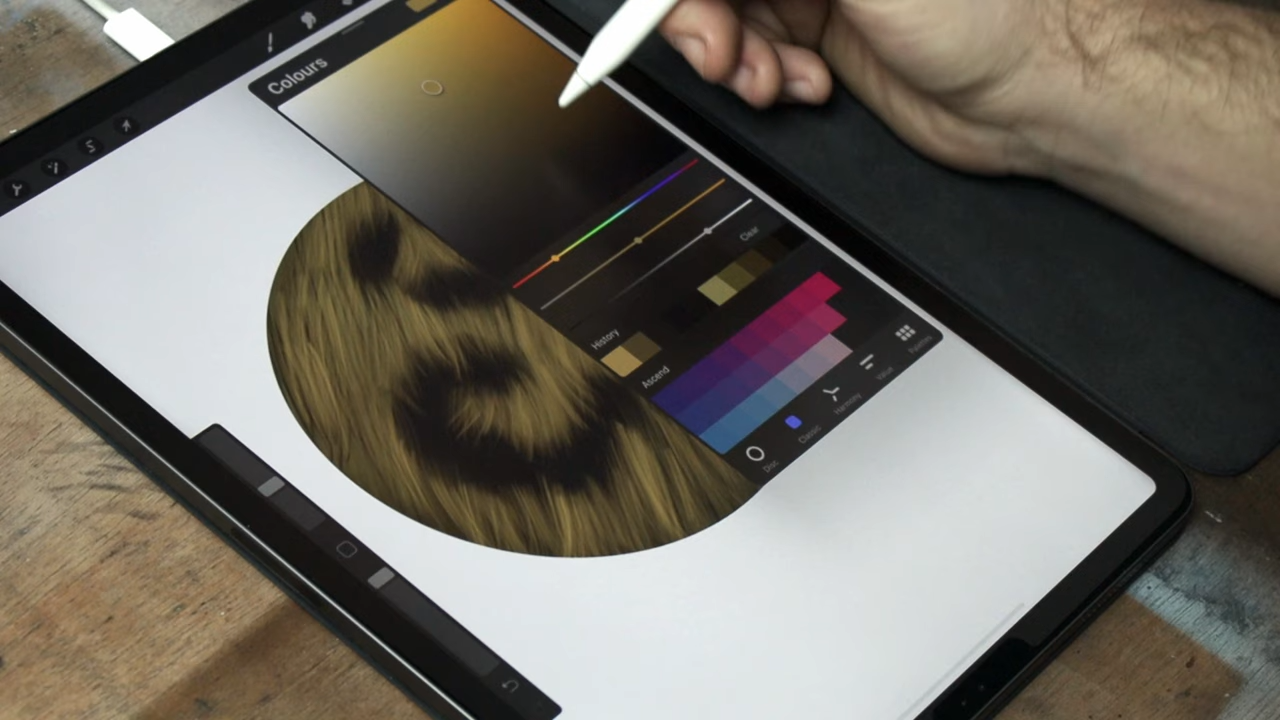 Colours
Clear
History
Ascend
Disc
Classic
Harmony
Value
Palettes